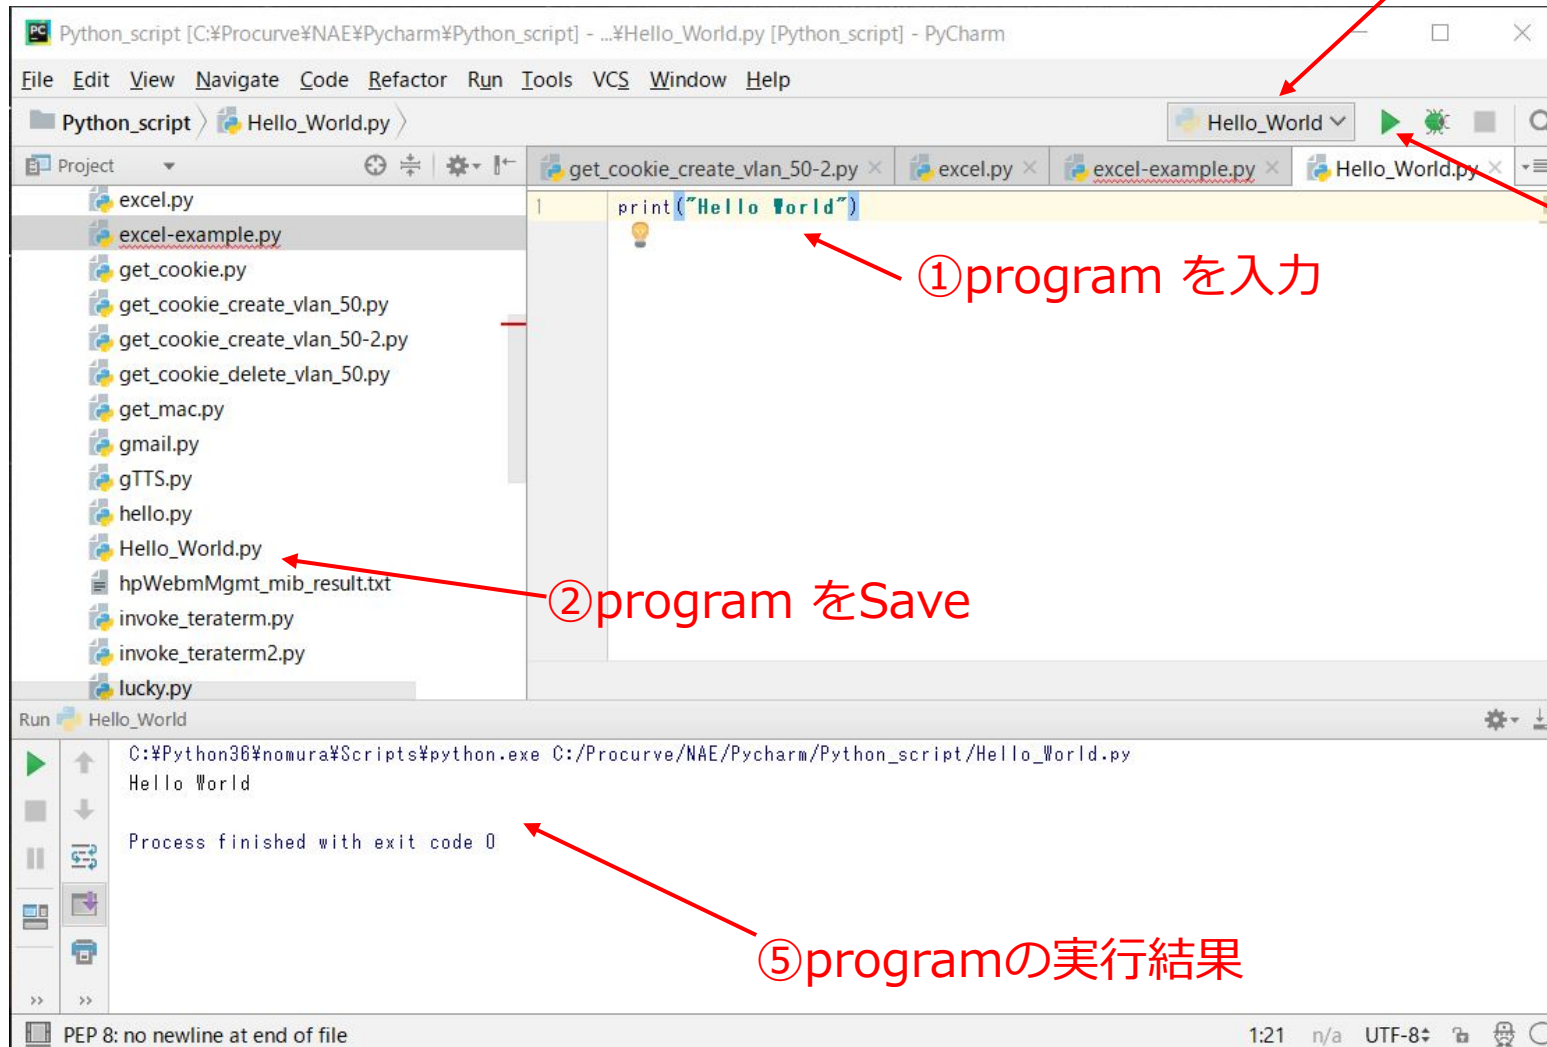 Python_script [C:¥Procurve¥NAE¥Pycharm¥Python_script] - ...¥Hello_World.py [Python_script] - PyCharm
File Edit View Navigate Code Refactor Run Tools VCS Window Help
Python_script Hello_World.py
Hello_World
Project
get_cookie_create_vlan_50-2.py excel.py excel-example.py Hello_World.py
excel.py
excel-example.py
get_cookie.py
get_cookie_create_vlan_50.py
get_cookie_create_vlan_50-2.py
get_cookie_delete_vlan_50.py
get_mac.py
gmail.py
gTTS.py
hello.py
Hello_World.py
hpWebmMgmt_mib_result.txt
invoke_teraterm.py
invoke_teraterm2.py
lucky.py
1 print("Hello World")
①program を入力
②program をSave
Run Hello_World
C:¥Python36¥nomura¥Scripts¥python.exe C:/Procurve/NAE/Pycharm/Python_script/Hello_World.py
Hello World
Process finished with exit code 0
⑤programの実行結果
>> >>
PEP 8: no newline at end of file
1:21 n/a UTF-8